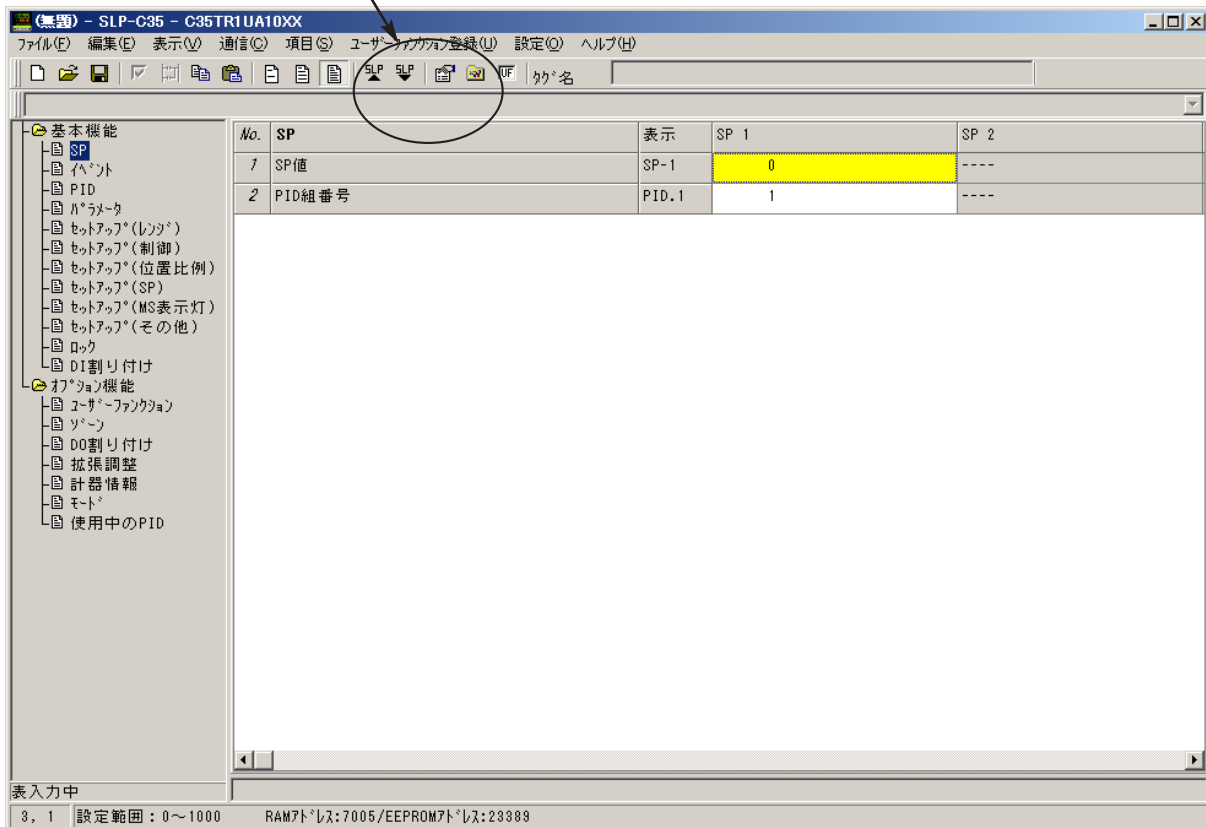 (無題) - SLP-C35 - C35TR1UA10XX
ﾌｧｲﾙ(F) 編集(E) 表示(V) 通信(C) 項目(S) ﾕｰｻﾞｰﾌｧﾝｸｼｮﾝ登録(U) 設定(O) ヘルプ(H)
SLP SLP UF ﾀｸﾞ名
基本機能
SP
ｲﾍﾞﾝﾄ
PID
ﾊﾟﾗﾒｰﾀ
ｾｯﾄｱｯﾌﾟ(ﾚﾝｼﾞ)
ｾｯﾄｱｯﾌﾟ(制御)
ｾｯﾄｱｯﾌﾟ(位置比例)
ｾｯﾄｱｯﾌﾟ(SP)
ｾｯﾄｱｯﾌﾟ(MS表示灯)
ｾｯﾄｱｯﾌﾟ(その他)
ﾛｯｸ
DI割り付け
ｵﾌﾟｼｮﾝ機能
ﾕｰｻﾞｰﾌｧﾝｸｼｮﾝ
ｿﾞｰﾝ
DO割り付け
拡張調整
計器情報
ﾓｰﾄﾞ
使用中のPID
No. SP 表示 SP 1 SP 2
1 SP値 SP-1 0 ----
2 PID組番号 PID.1 1 ----
表入力中
3, 1 設定範囲：0～1000 RAMｱﾄﾞﾚｽ:7005/EEPROMｱﾄﾞﾚｽ:23389